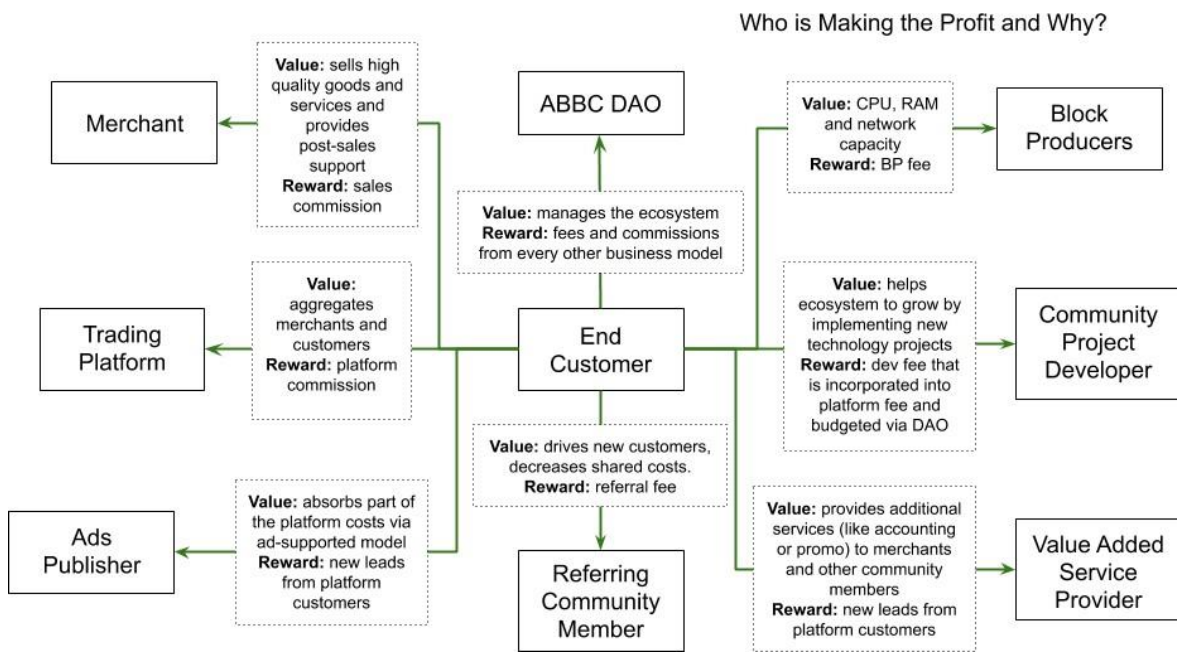 Who is Making the Profit and Why?
Merchant
Value: sells high
quality goods and
services and
provides
post-sales
support
Reward: sales
commission
ABBC DAO
Value: manages the ecosystem
Reward: fees and commissions
from every other business model
Value: CPU, RAM
and network
capacity
Reward: BP fee
Block
Producers
Trading
Platform
Value:
aggregates
merchants and
customers
Reward: platform
commission
End
Customer
Value: helps
ecosystem to grow by
implementing new
technology projects
Reward: dev fee that
is incorporated into
platform fee and
budgeted via DAO
Community
Project
Developer
Ads
Publisher
Value: absorbs part of
the platform costs via
ad-supported model
Reward: new leads
from platform
customers
Value: drives new customers,
decreases shared costs.
Reward: referral fee
Referring
Community
Member
Value: provides additional
services (like accounting
or promo) to merchants
and other community
members
Reward: new leads from
platform customers
Value Added
Service
Provider